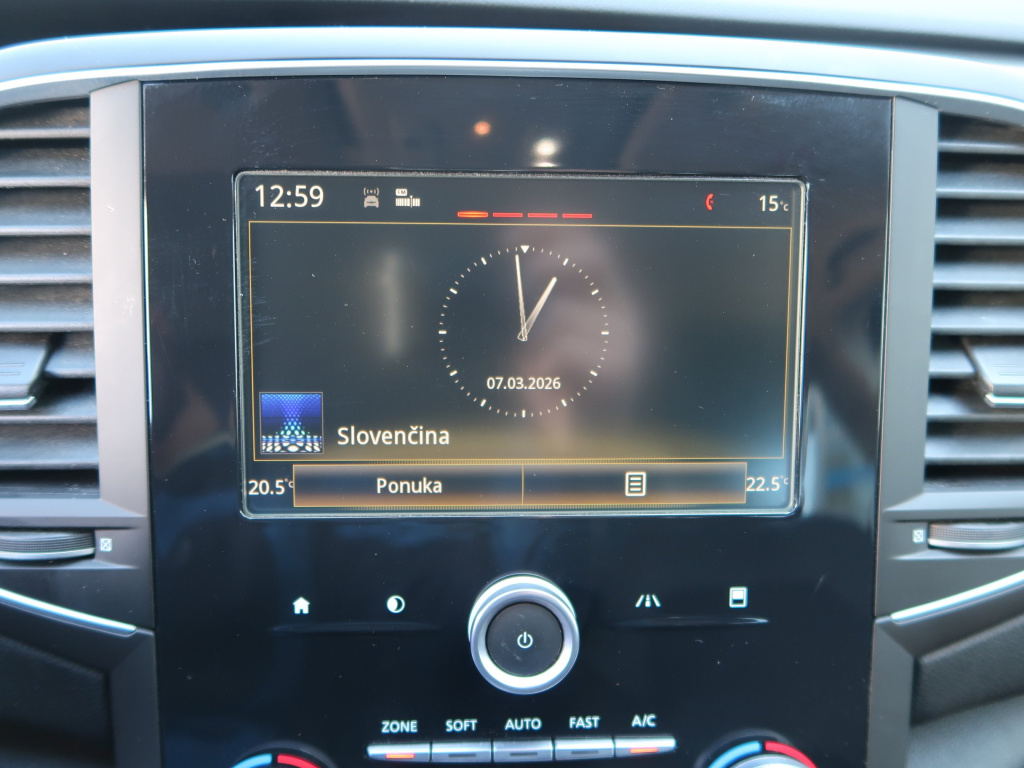 12:59
15°C
07.03.2026
Slovenčina
20.5°C
Ponuka
22.5°C
ZONE
SOFT
AUTO
FAST
A/C